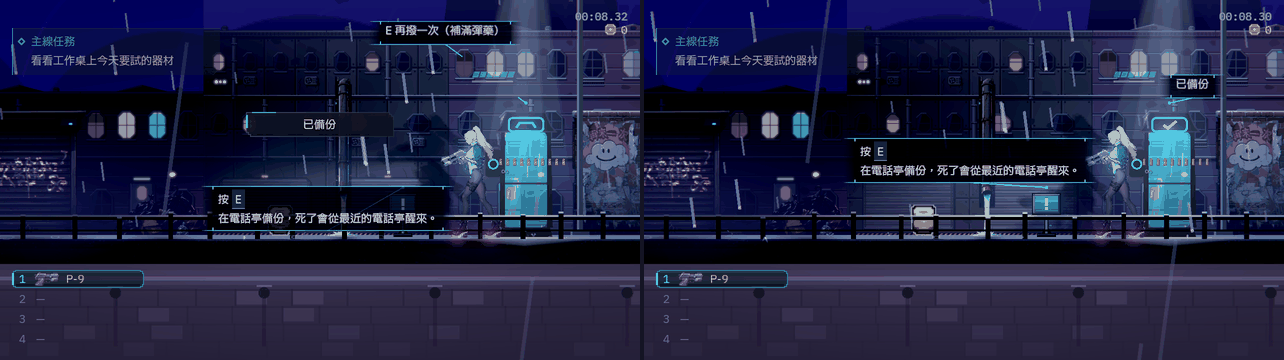 00:08.32
0
主線任務
看看工作桌上今天要試的器材
E 再撥一次（補滿彈藥）
已備份
按 E
在電話亭備份，死了會從最近的電話亭醒來。
1 P-9
2 —
3 —
4 —
00:08.30
0
主線任務
看看工作桌上今天要試的器材
已備份
按 E
在電話亭備份，死了會從最近的電話亭醒來。
!
1 P-9
2 —
3 —
4 —